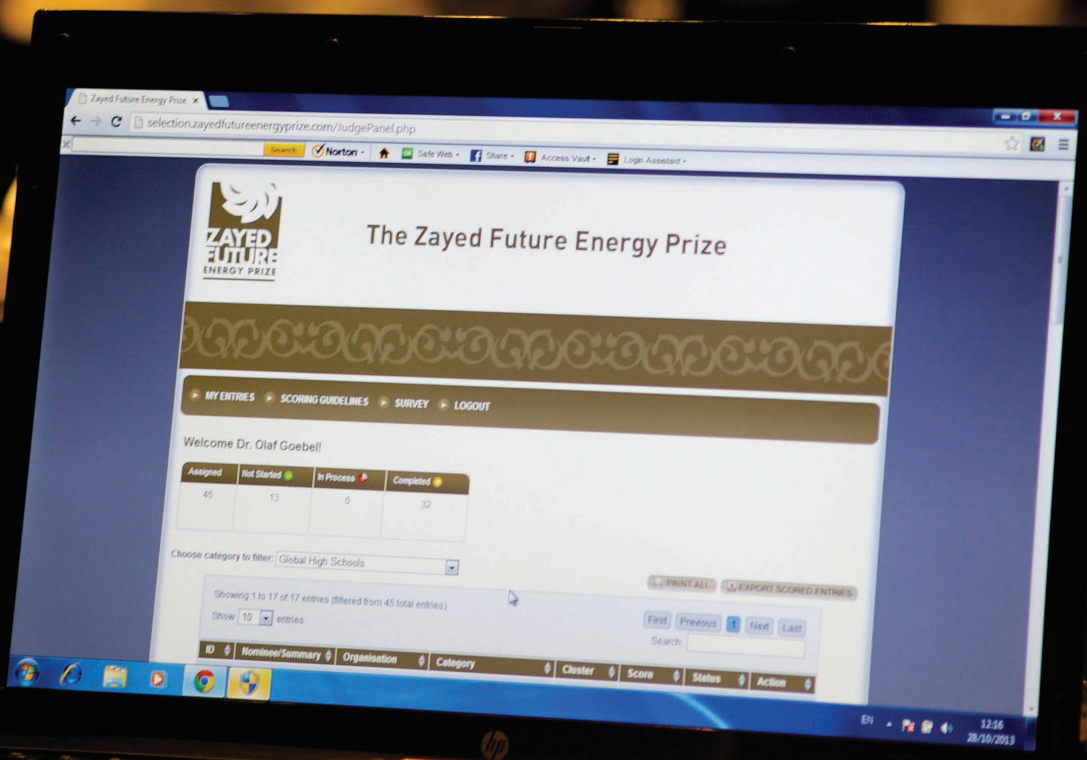 Zayed Future Energy Prize ×
selection.zayedfutureenergyprize.com/JudgePanel.php
Search Norton Safe Web Share Access Vault Login Assistant
ZAYED
FUTURE
ENERGY PRIZE
The Zayed Future Energy Prize
MY ENTRIES SCORING GUIDELINES SURVEY LOGOUT
Welcome Dr. Olaf Goebel!
Assigned Not Started In Process Completed
45 13 0 32
Choose category to filter: Global High Schools
PRINT ALL EXPORT SCORED ENTRIES
Showing 1 to 17 of 17 entries (filtered from 45 total entries)
First Previous 1 Next Last
Show 10 entries
Search
ID Nominee/Summary Organisation Category Cluster Score Status Action
EN 12:16
28/10/2013
hp